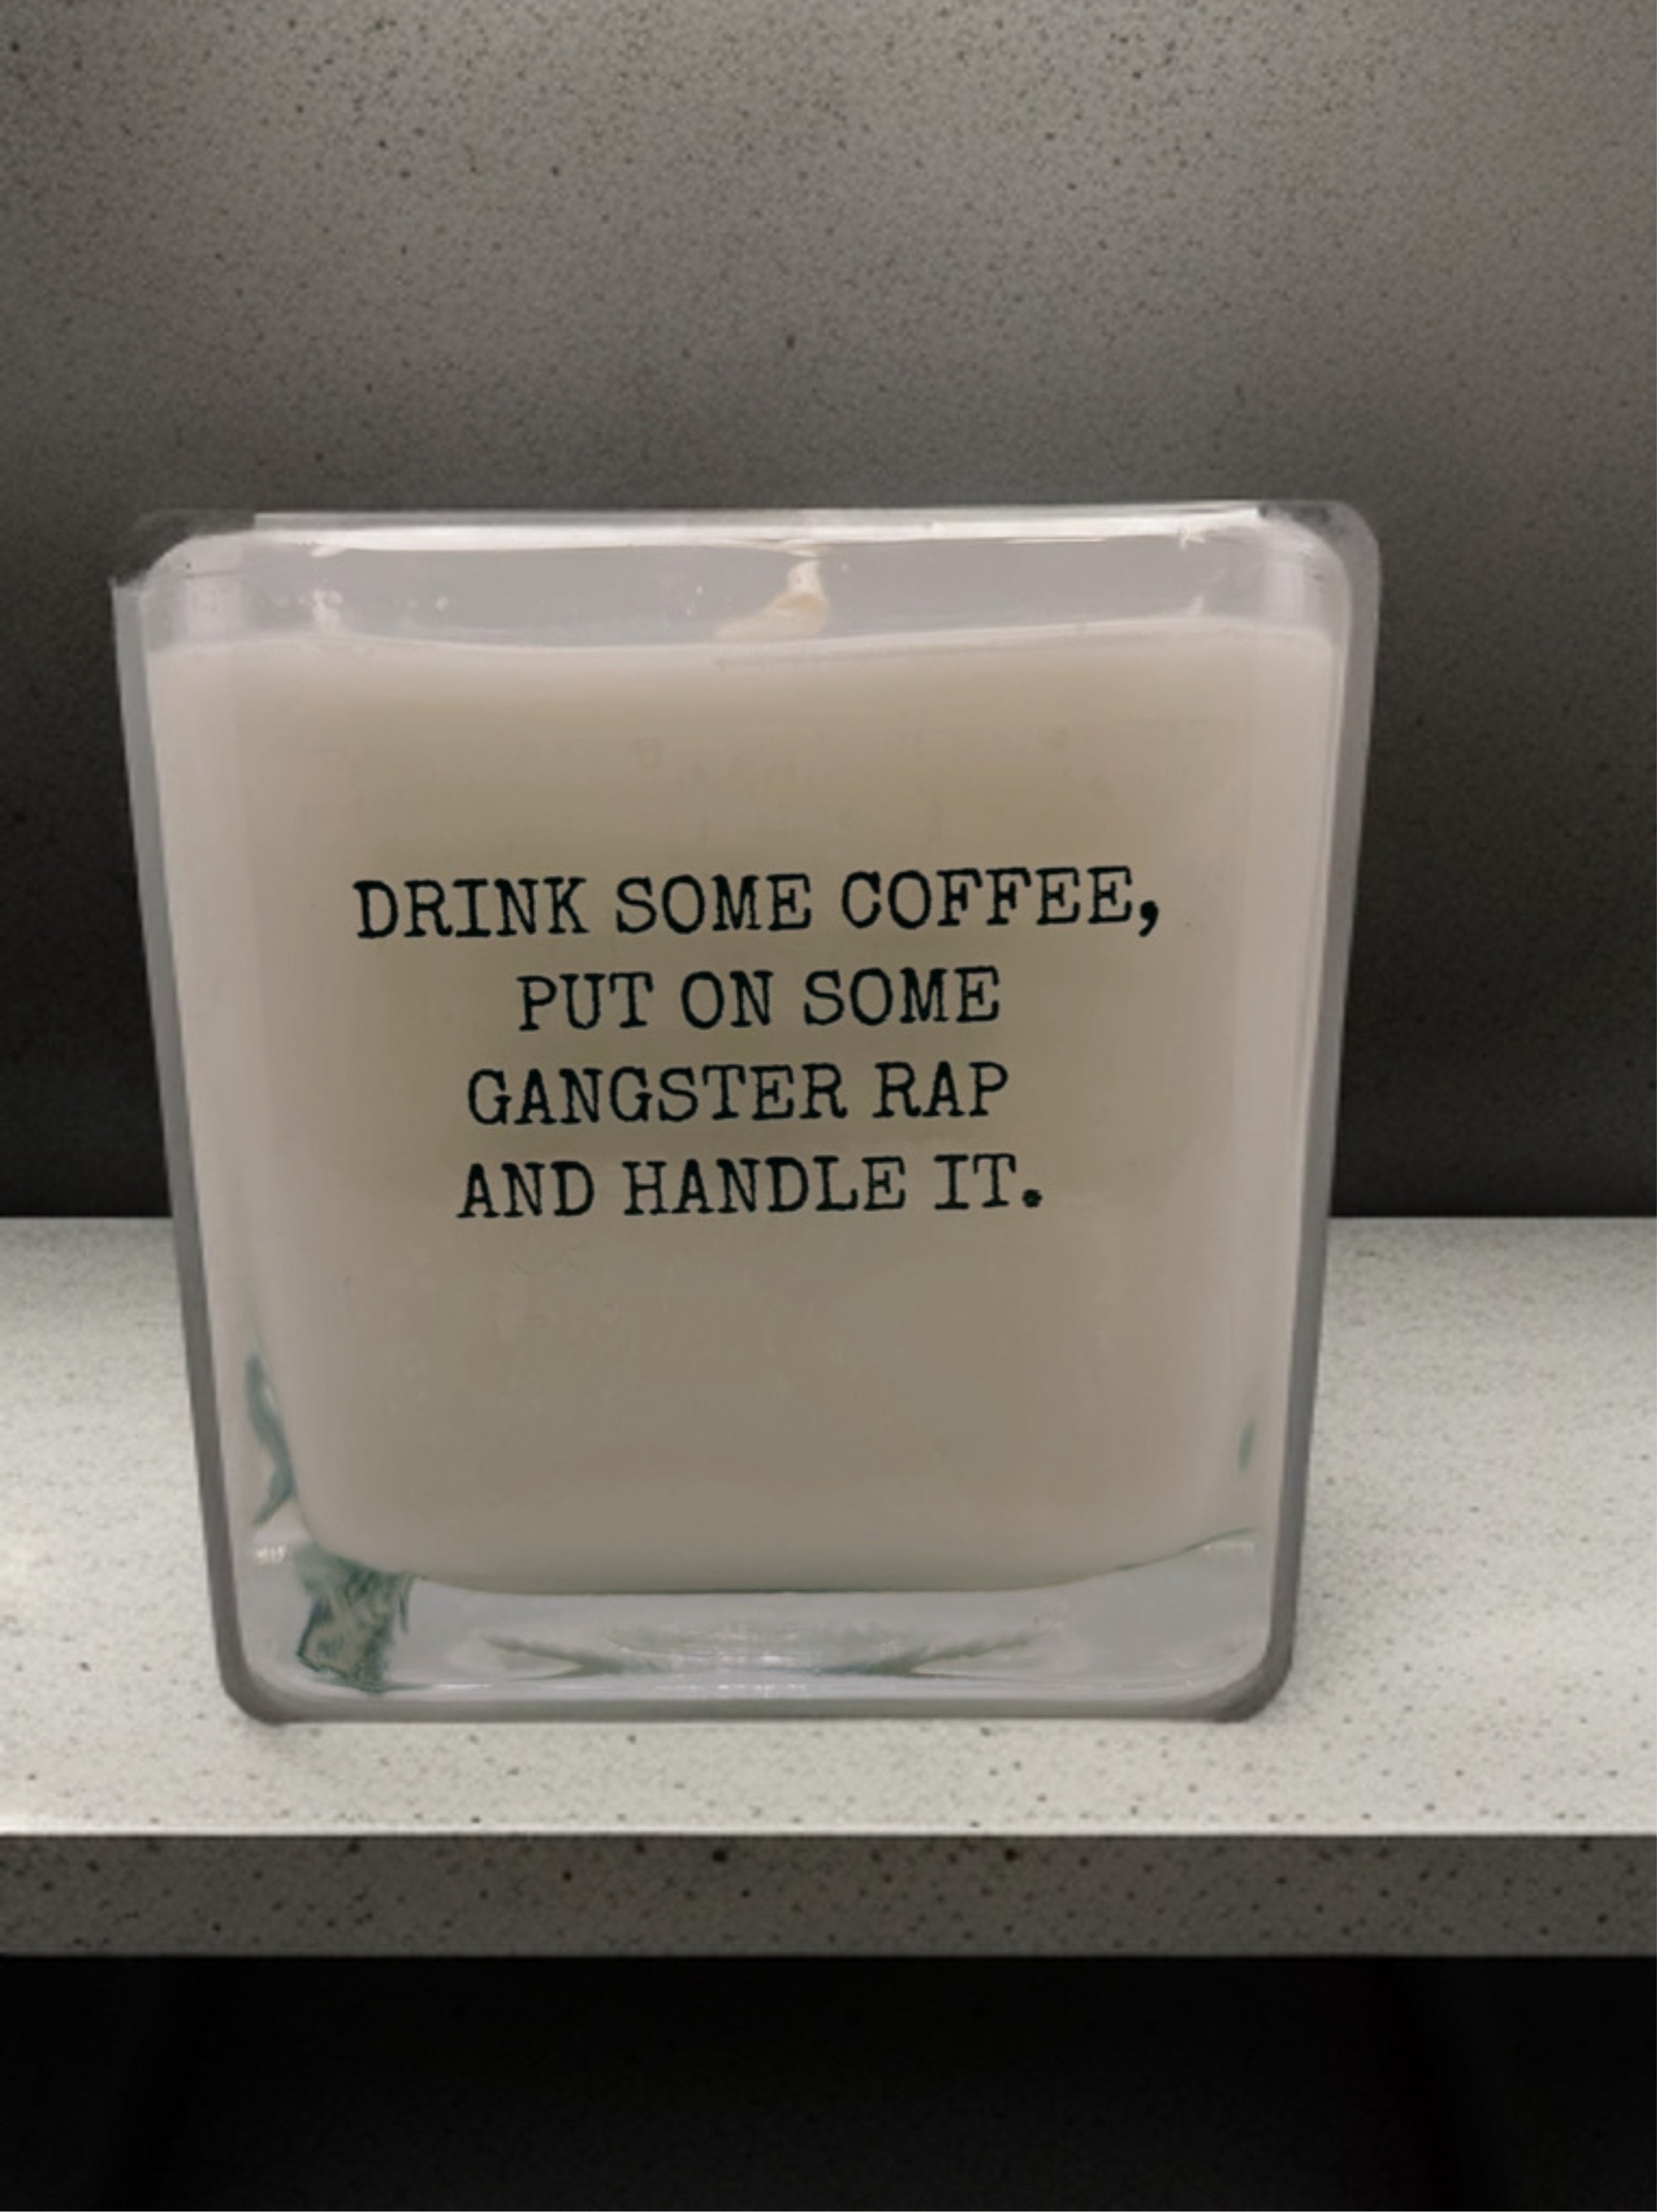 DRINK SOME COFFEE,
PUT ON SOME
GANGSTER RAP
AND HANDLE IT.